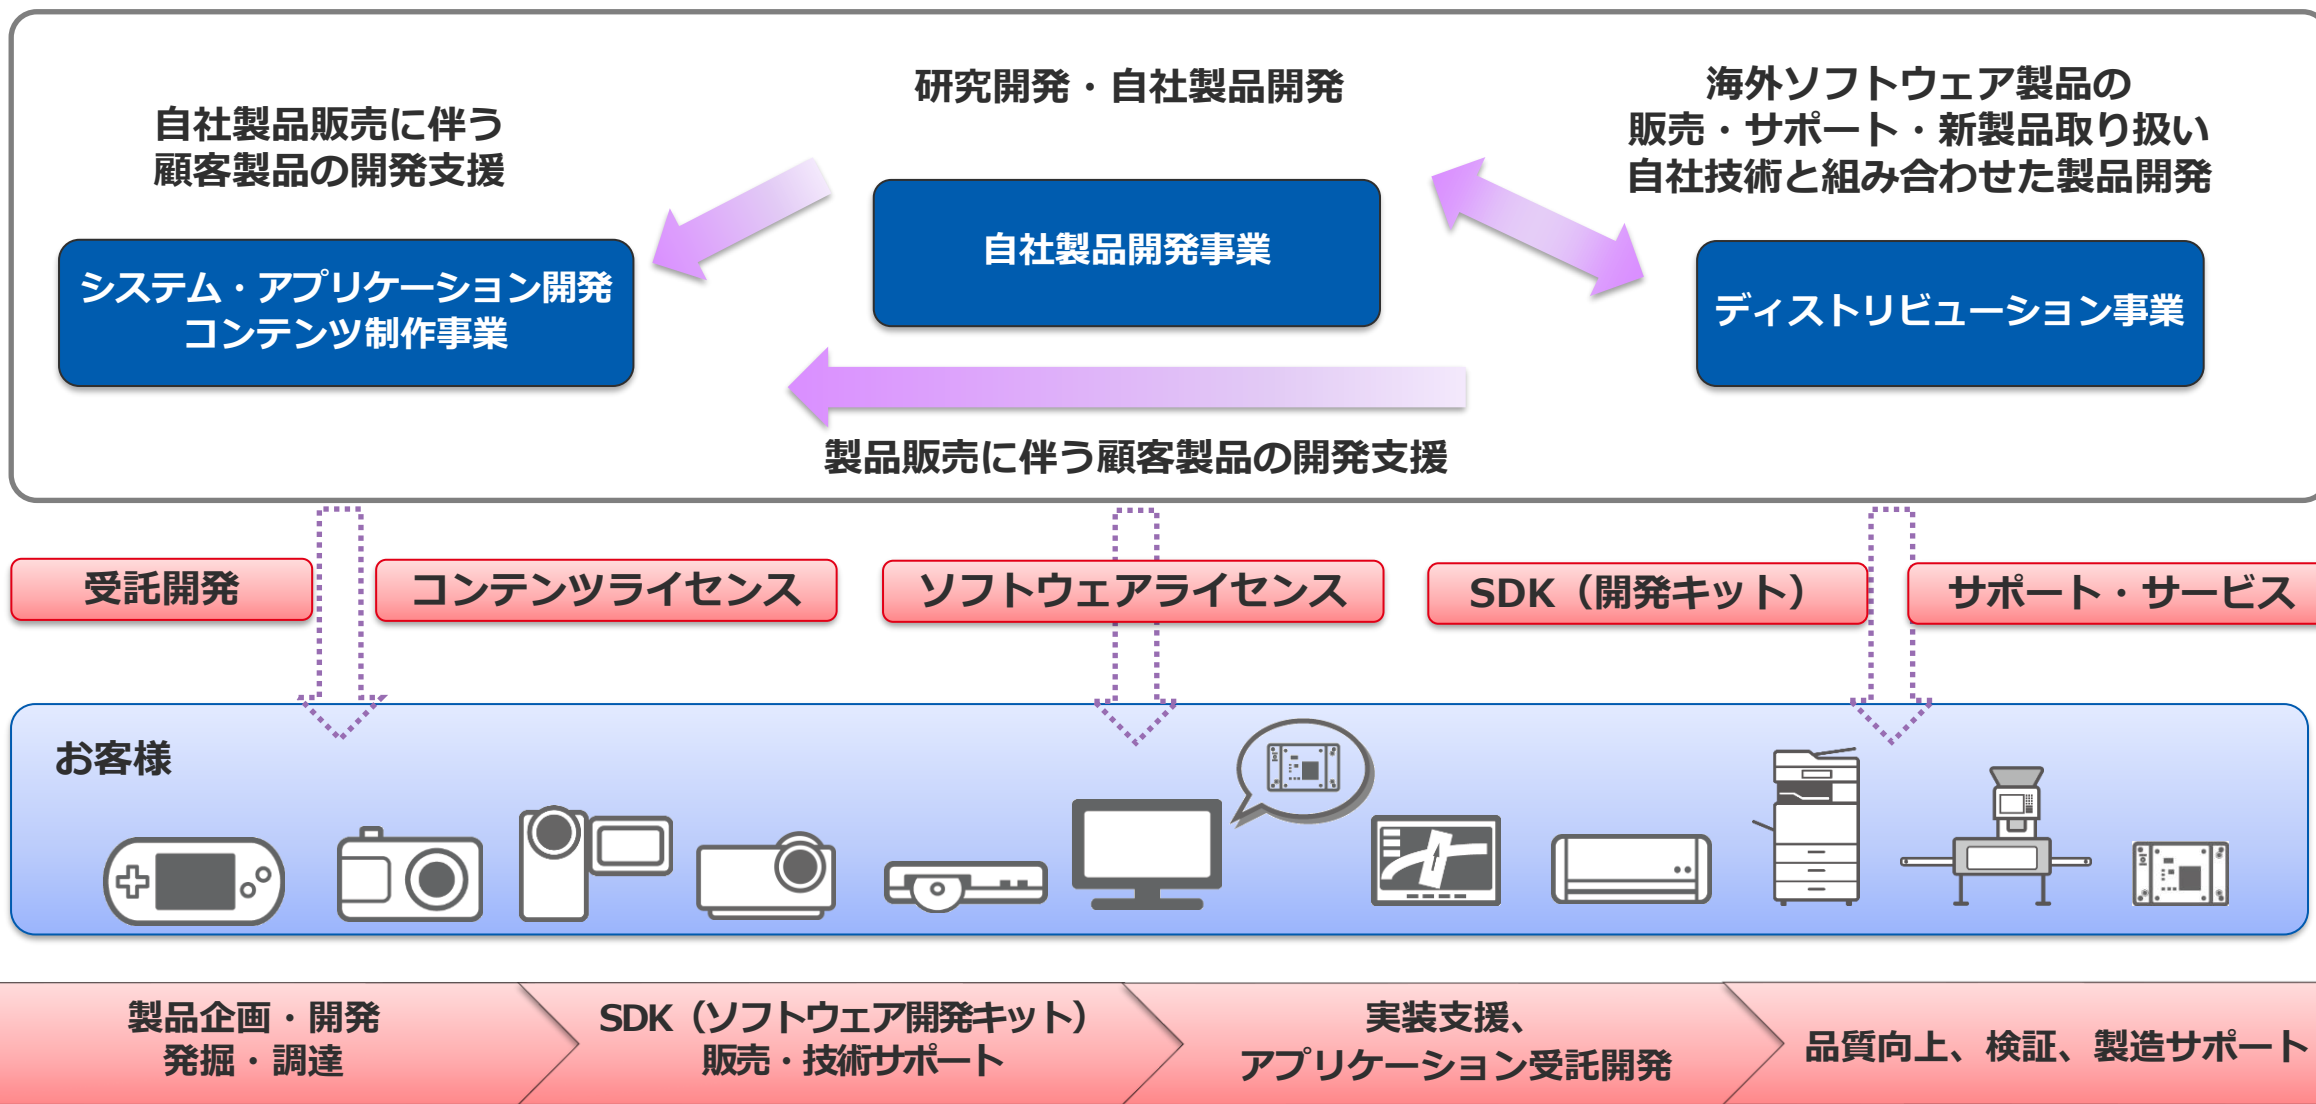 自社製品販売に伴う
顧客製品の開発支援
研究開発・自社製品開発
海外ソフトウェア製品の
販売・サポート・新製品取り扱い
自社技術と組み合わせた製品開発
システム・アプリケーション開発
コンテンツ制作事業
自社製品開発事業
ディストリビューション事業
製品販売に伴う顧客製品の開発支援
受託開発
コンテンツライセンス
ソフトウェアライセンス
SDK（開発キット）
サポート・サービス
お客様
製品企画・開発
発掘・調達
SDK（ソフトウェア開発キット）
販売・技術サポート
実装支援、
アプリケーション受託開発
品質向上、検証、製造サポート